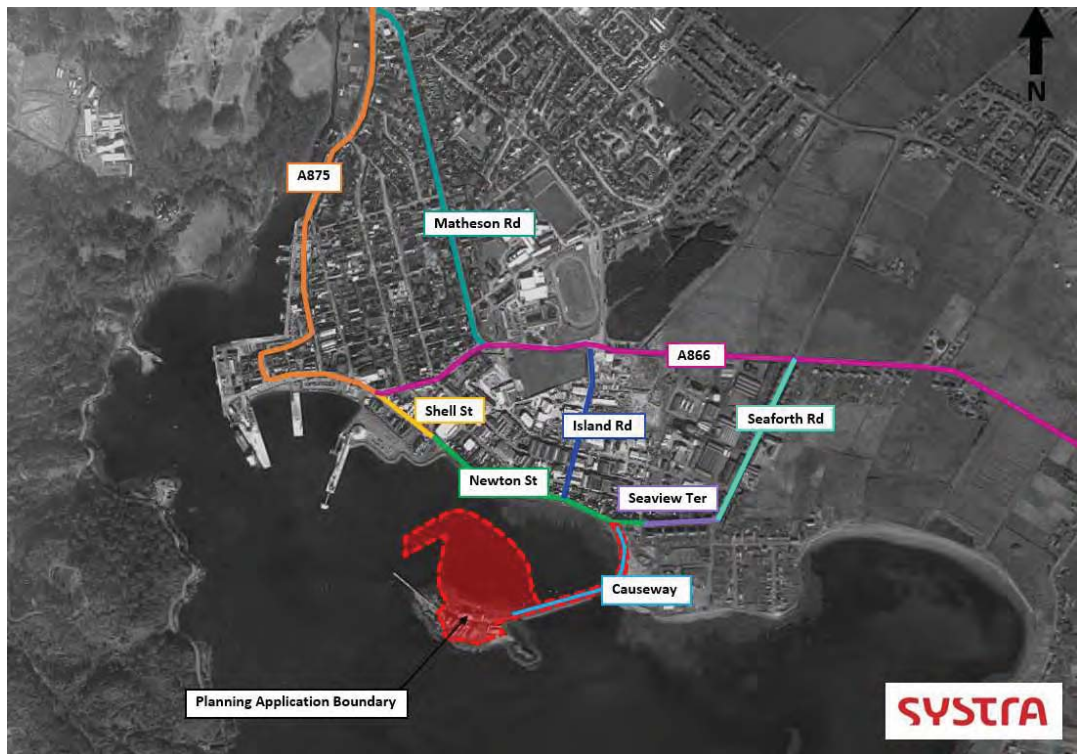 N
A875
Matheson Rd
A866
Shell St
Island Rd
Seaforth Rd
Newton St
Seaview Ter
Causeway
Planning Application Boundary
SYSTRA